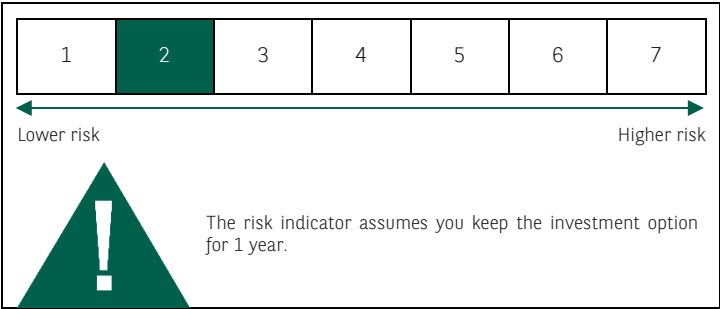 1 2 3 4 5 6 7
Lower risk Higher risk
!
The risk indicator assumes you keep the investment option
for 1 year.